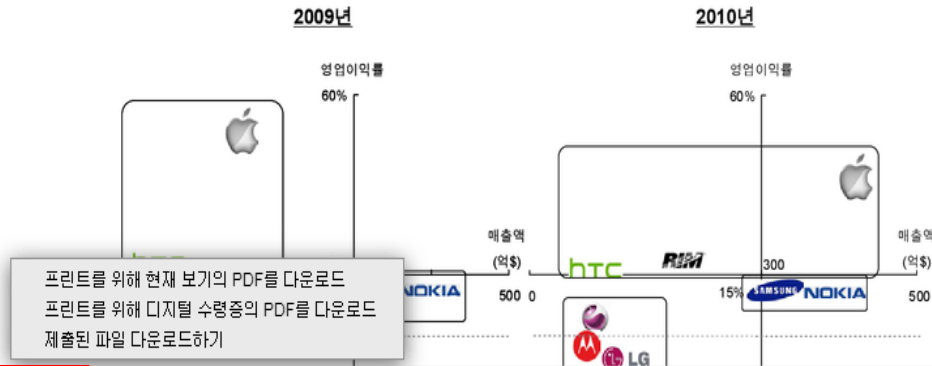 2009년
2010년
영업이익률
영업이익률
60%
60%
매출액
(억$)
매출액
(억$)
hTC
RIM
300
NOKIA
500
0
15%
SAMSUNG
NOKIA
500
LG
프린트를 위해 현재 보기의 PDF를 다운로드
프린트를 위해 디지털 수령증의 PDF를 다운로드
제출된 파일 다운로드하기